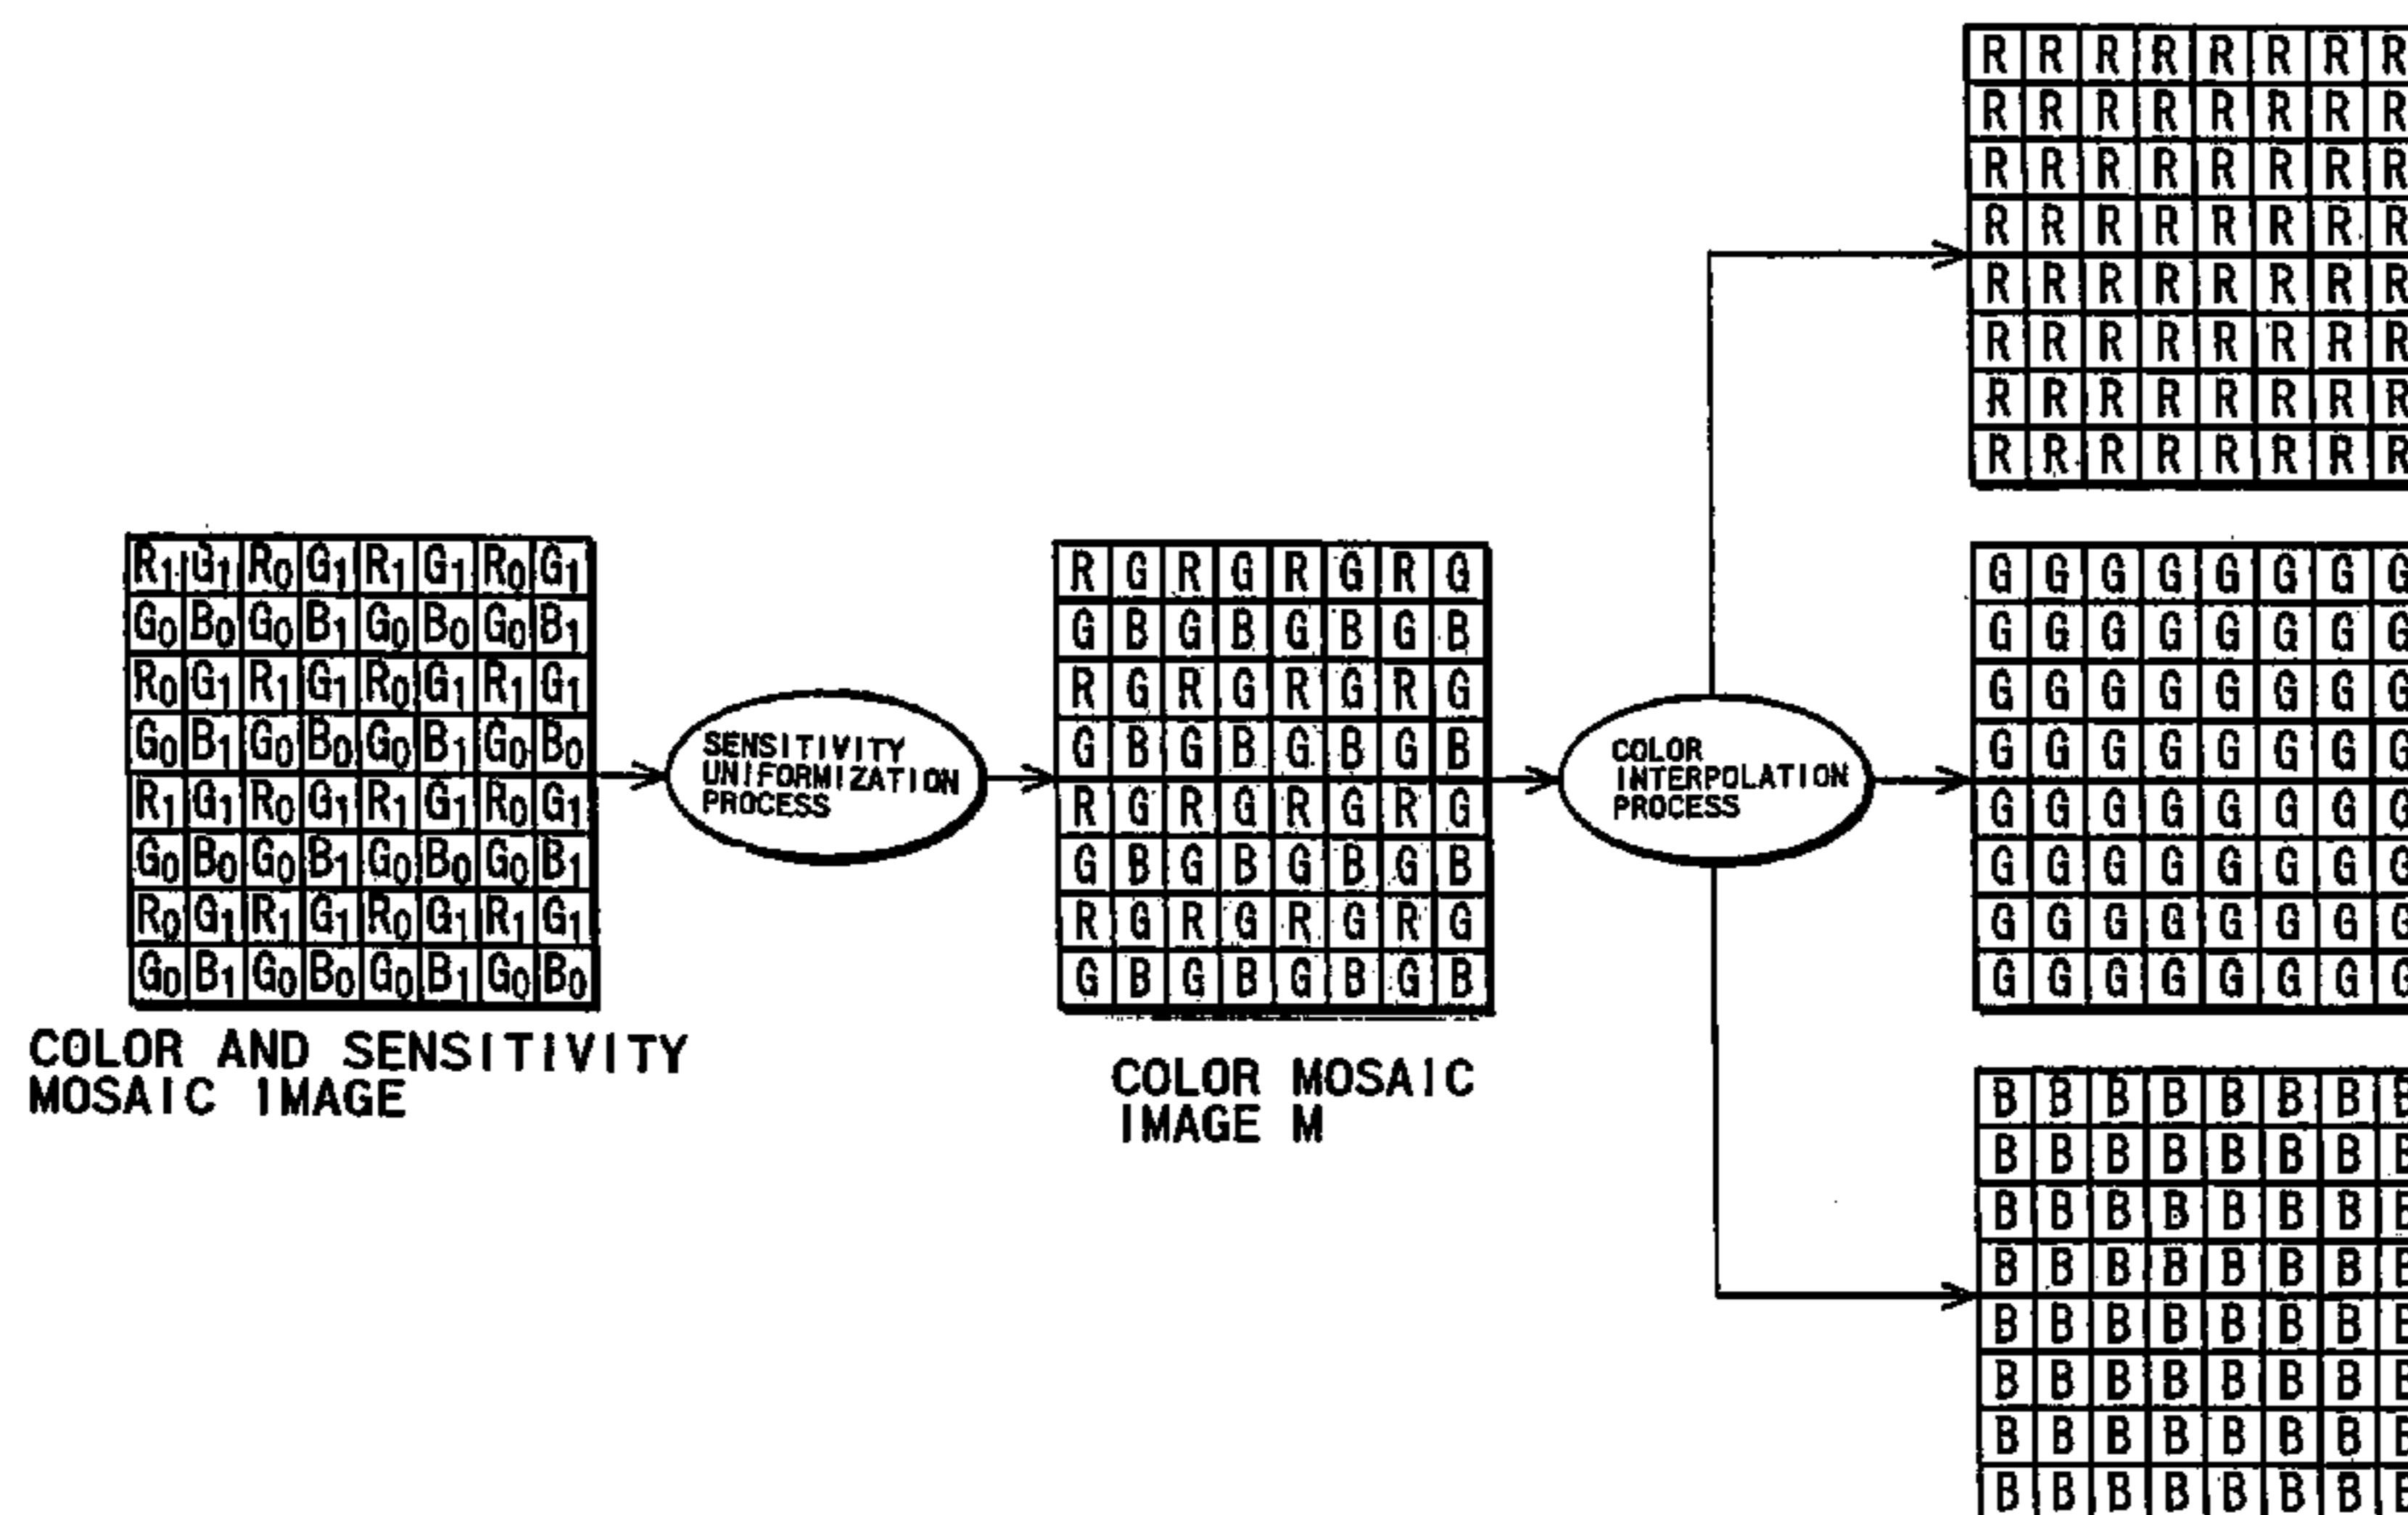 R R R R R R R R
R R R R R R R R
R R R R R R R R
R R R R R R R R
R R R R R R R R
R R R R R R R R
R R R R R R R R
R R R R R R R R
R₁ G₁ R₀ G₁ R₁ G₁ R₀ G₁
G₀ B₀ G₀ B₁ G₀ B₀ G₀ B₁
R₀ G₁ R₁ G₁ R₀ G₁ R₁ G₁
G₀ B₁ G₀ B₀ G₀ B₁ G₀ B₀
R₁ G₁ R₀ G₁ R₁ G₁ R₀ G₁
G₀ B₀ G₀ B₁ G₀ B₀ G₀ B₁
R₀ G₁ R₁ G₁ R₀ G₁ R₁ G₁
G₀ B₁ G₀ B₀ G₀ B₁ G₀ B₀
COLOR AND SENSITIVITY
MOSAIC IMAGE
SENSITIVITY
UNIFORMIZATION
PROCESS
R G R G R G R G
G B G B G B G B
R G R G R G R G
G B G B G B G B
R G R G R G R G
G B G B G B G B
R G R G R G R G
G B G B G B G B
COLOR MOSAIC
IMAGE M
COLOR
INTERPOLATION
PROCESS
G G G G G G G G
G G G G G G G G
G G G G G G G G
G G G G G G G G
G G G G G G G G
G G G G G G G G
G G G G G G G G
G G G G G G G G
B B B B B B B B
B B B B B B B B
B B B B B B B B
B B B B B B B B
B B B B B B B B
B B B B B B B B
B B B B B B B B
B B B B B B B B